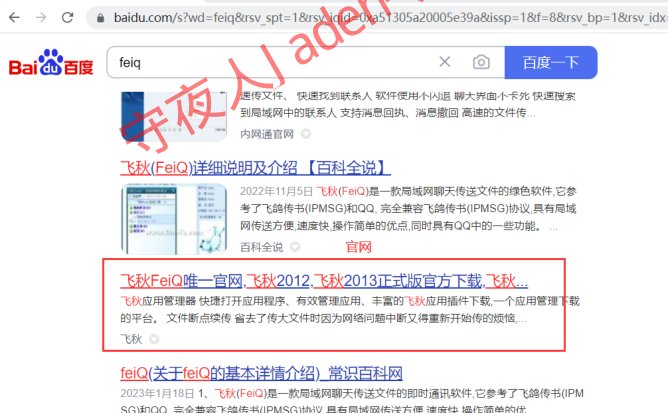 baidu.com/s?wd=feiq&rsv_spt=1&rsv_iqid=0xa51305a20005e39a&issp=1&f=8&rsv_bp=1&rsv_idx=
守夜人Jaden
Bai du 百度
feiq
百度一下
速传文件、 快速找到联系人 软件使用不闪退 聊天界面不卡死 快速搜索
到局域网中的联系人 支持消息回执、消息撤回 高速的文件传...
内网通官网
飞秋(FeiQ)详细说明及介绍 【百科全说】
2022年11月5日 飞秋(FeiQ)是一款局域网聊天传送文件的绿色软件,它参
考了飞鸽传书(IPMSG)和QQ, 完全兼容飞鸽传书(IPMSG)协议,具有局域
网传送方便,速度快,操作简单的优点,同时具有QQ中的一些功能。 ...
百科全说
官网
飞秋FeiQ唯一官网,飞秋2012,飞秋2013正式版官方下载,飞秋...
飞秋应用管理器 快捷打开应用程序、有效管理应用、丰富的飞秋应用插件下载,一个应用管理下载
的平台。 文件断点续传 省去了传大文件时因为网络问题中断又得重新开始传的烦恼,...
飞秋
feiQ(关于feiQ的基本详情介绍)_常识百科网
2023年1月18日 1、飞秋(FeiQ)是一款局域网聊天传送文件的即时通讯软件,它参考了飞鸽传书(IPM
SG)和QQ,完全兼容飞鸽传书(IPMSG)协议,具有局域网传送方便,速度快,操作简单